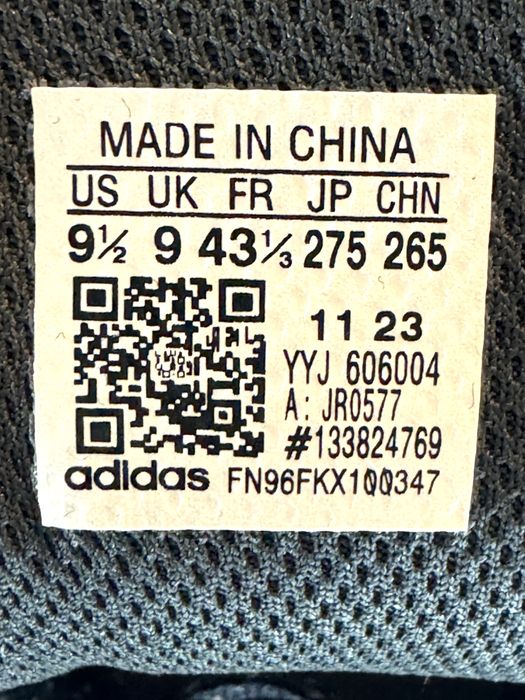 MADE IN CHINA
US UK FR JP CHN
9½ 9 43⅓ 275 265
11 23
YYJ 606004
A: JR0577
#133824769
adidas FN96FKX100347